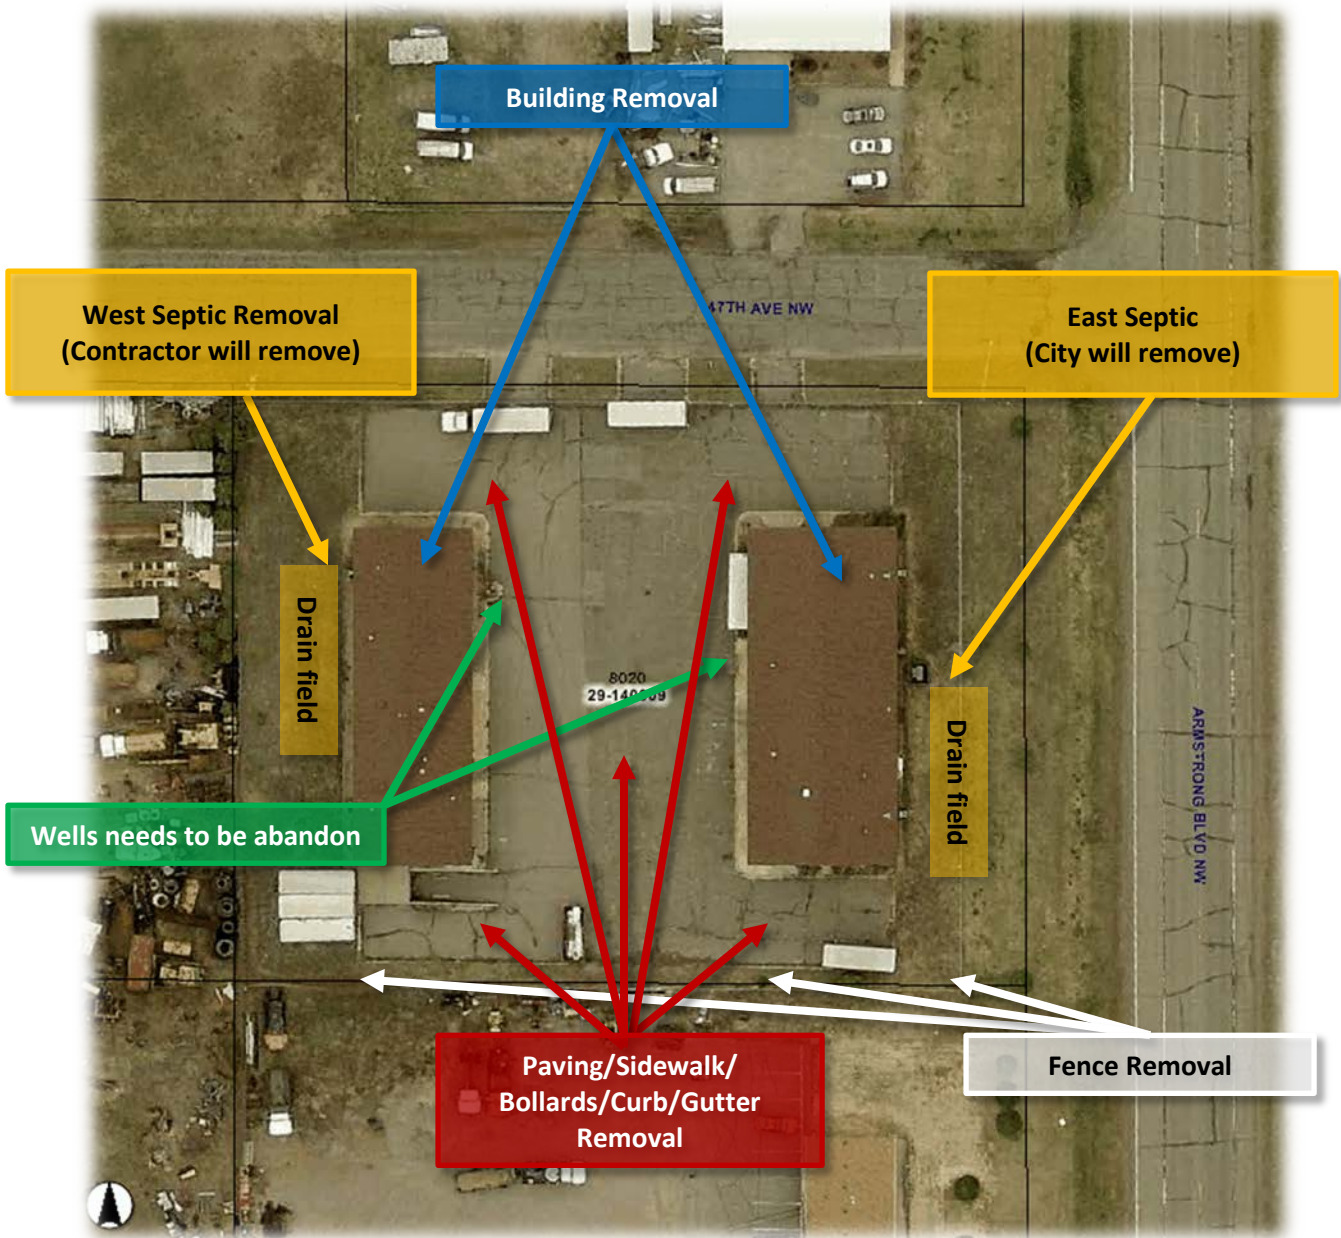 Building Removal
West Septic Removal
(Contractor will remove)
East Septic
(City will remove)
47TH AVE NW
Drain field
8020
Drain field
ARMSTRONG BLVD NW
Wells needs to be abandon
Paving/Sidewalk/
Bollards/Curb/Gutter
Removal
Fence Removal